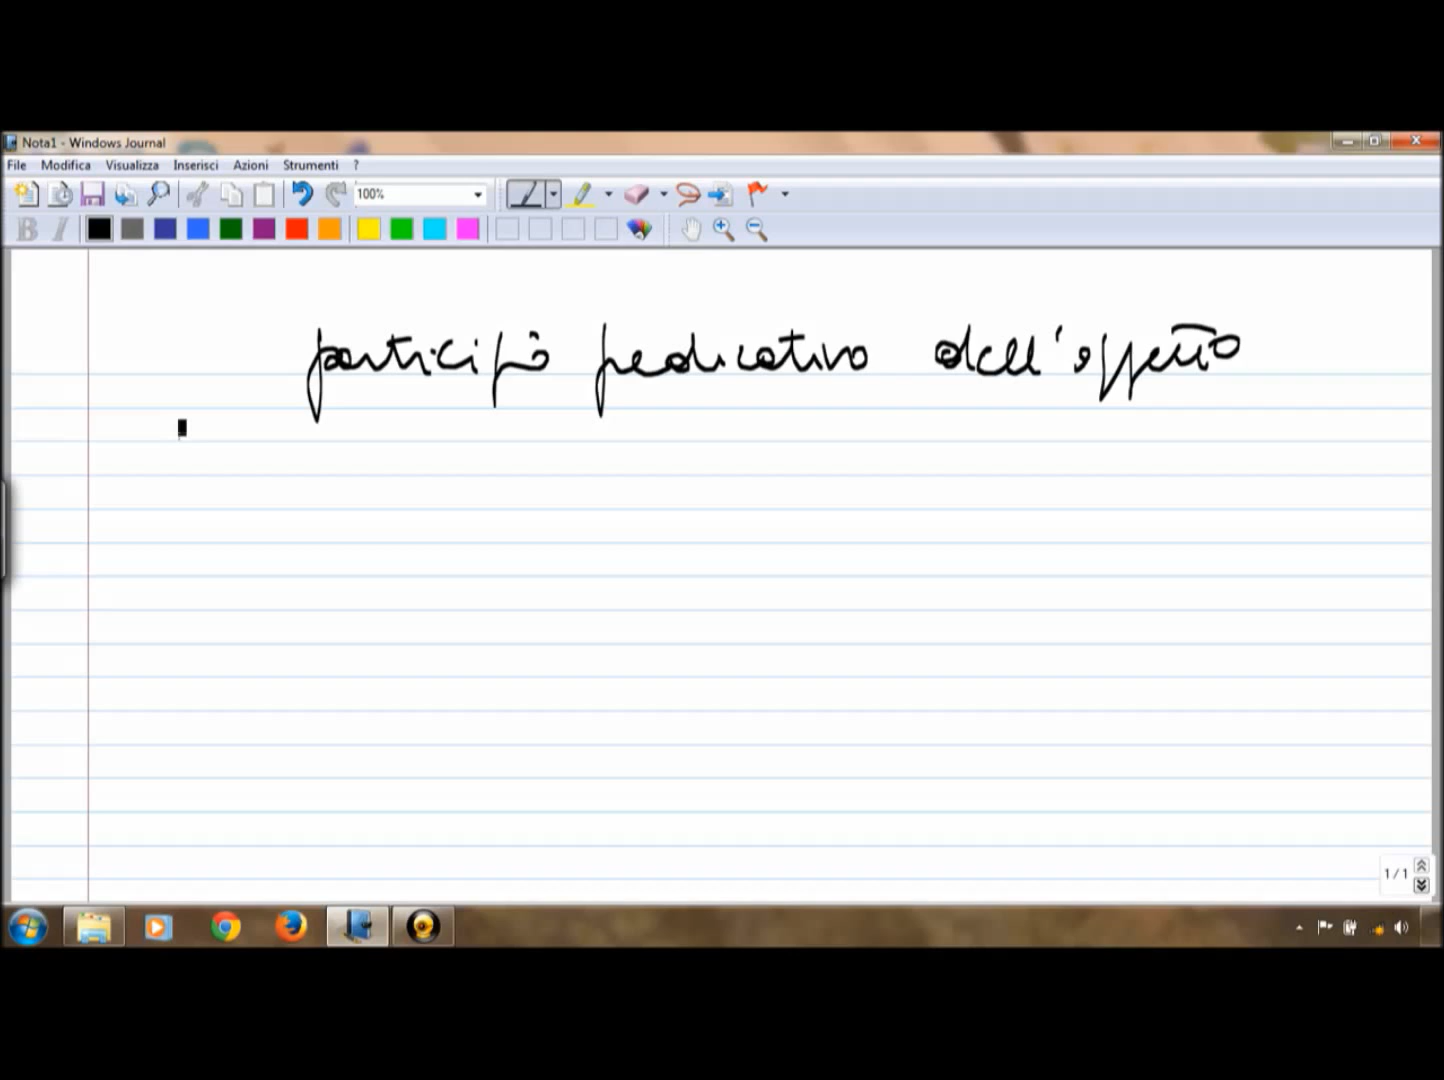 Nota1 - Windows Journal
File Modifica Visualizza Inserisci Azioni Strumenti ?
100%
B I
participio predicativo dell'oggetto
1 / 1